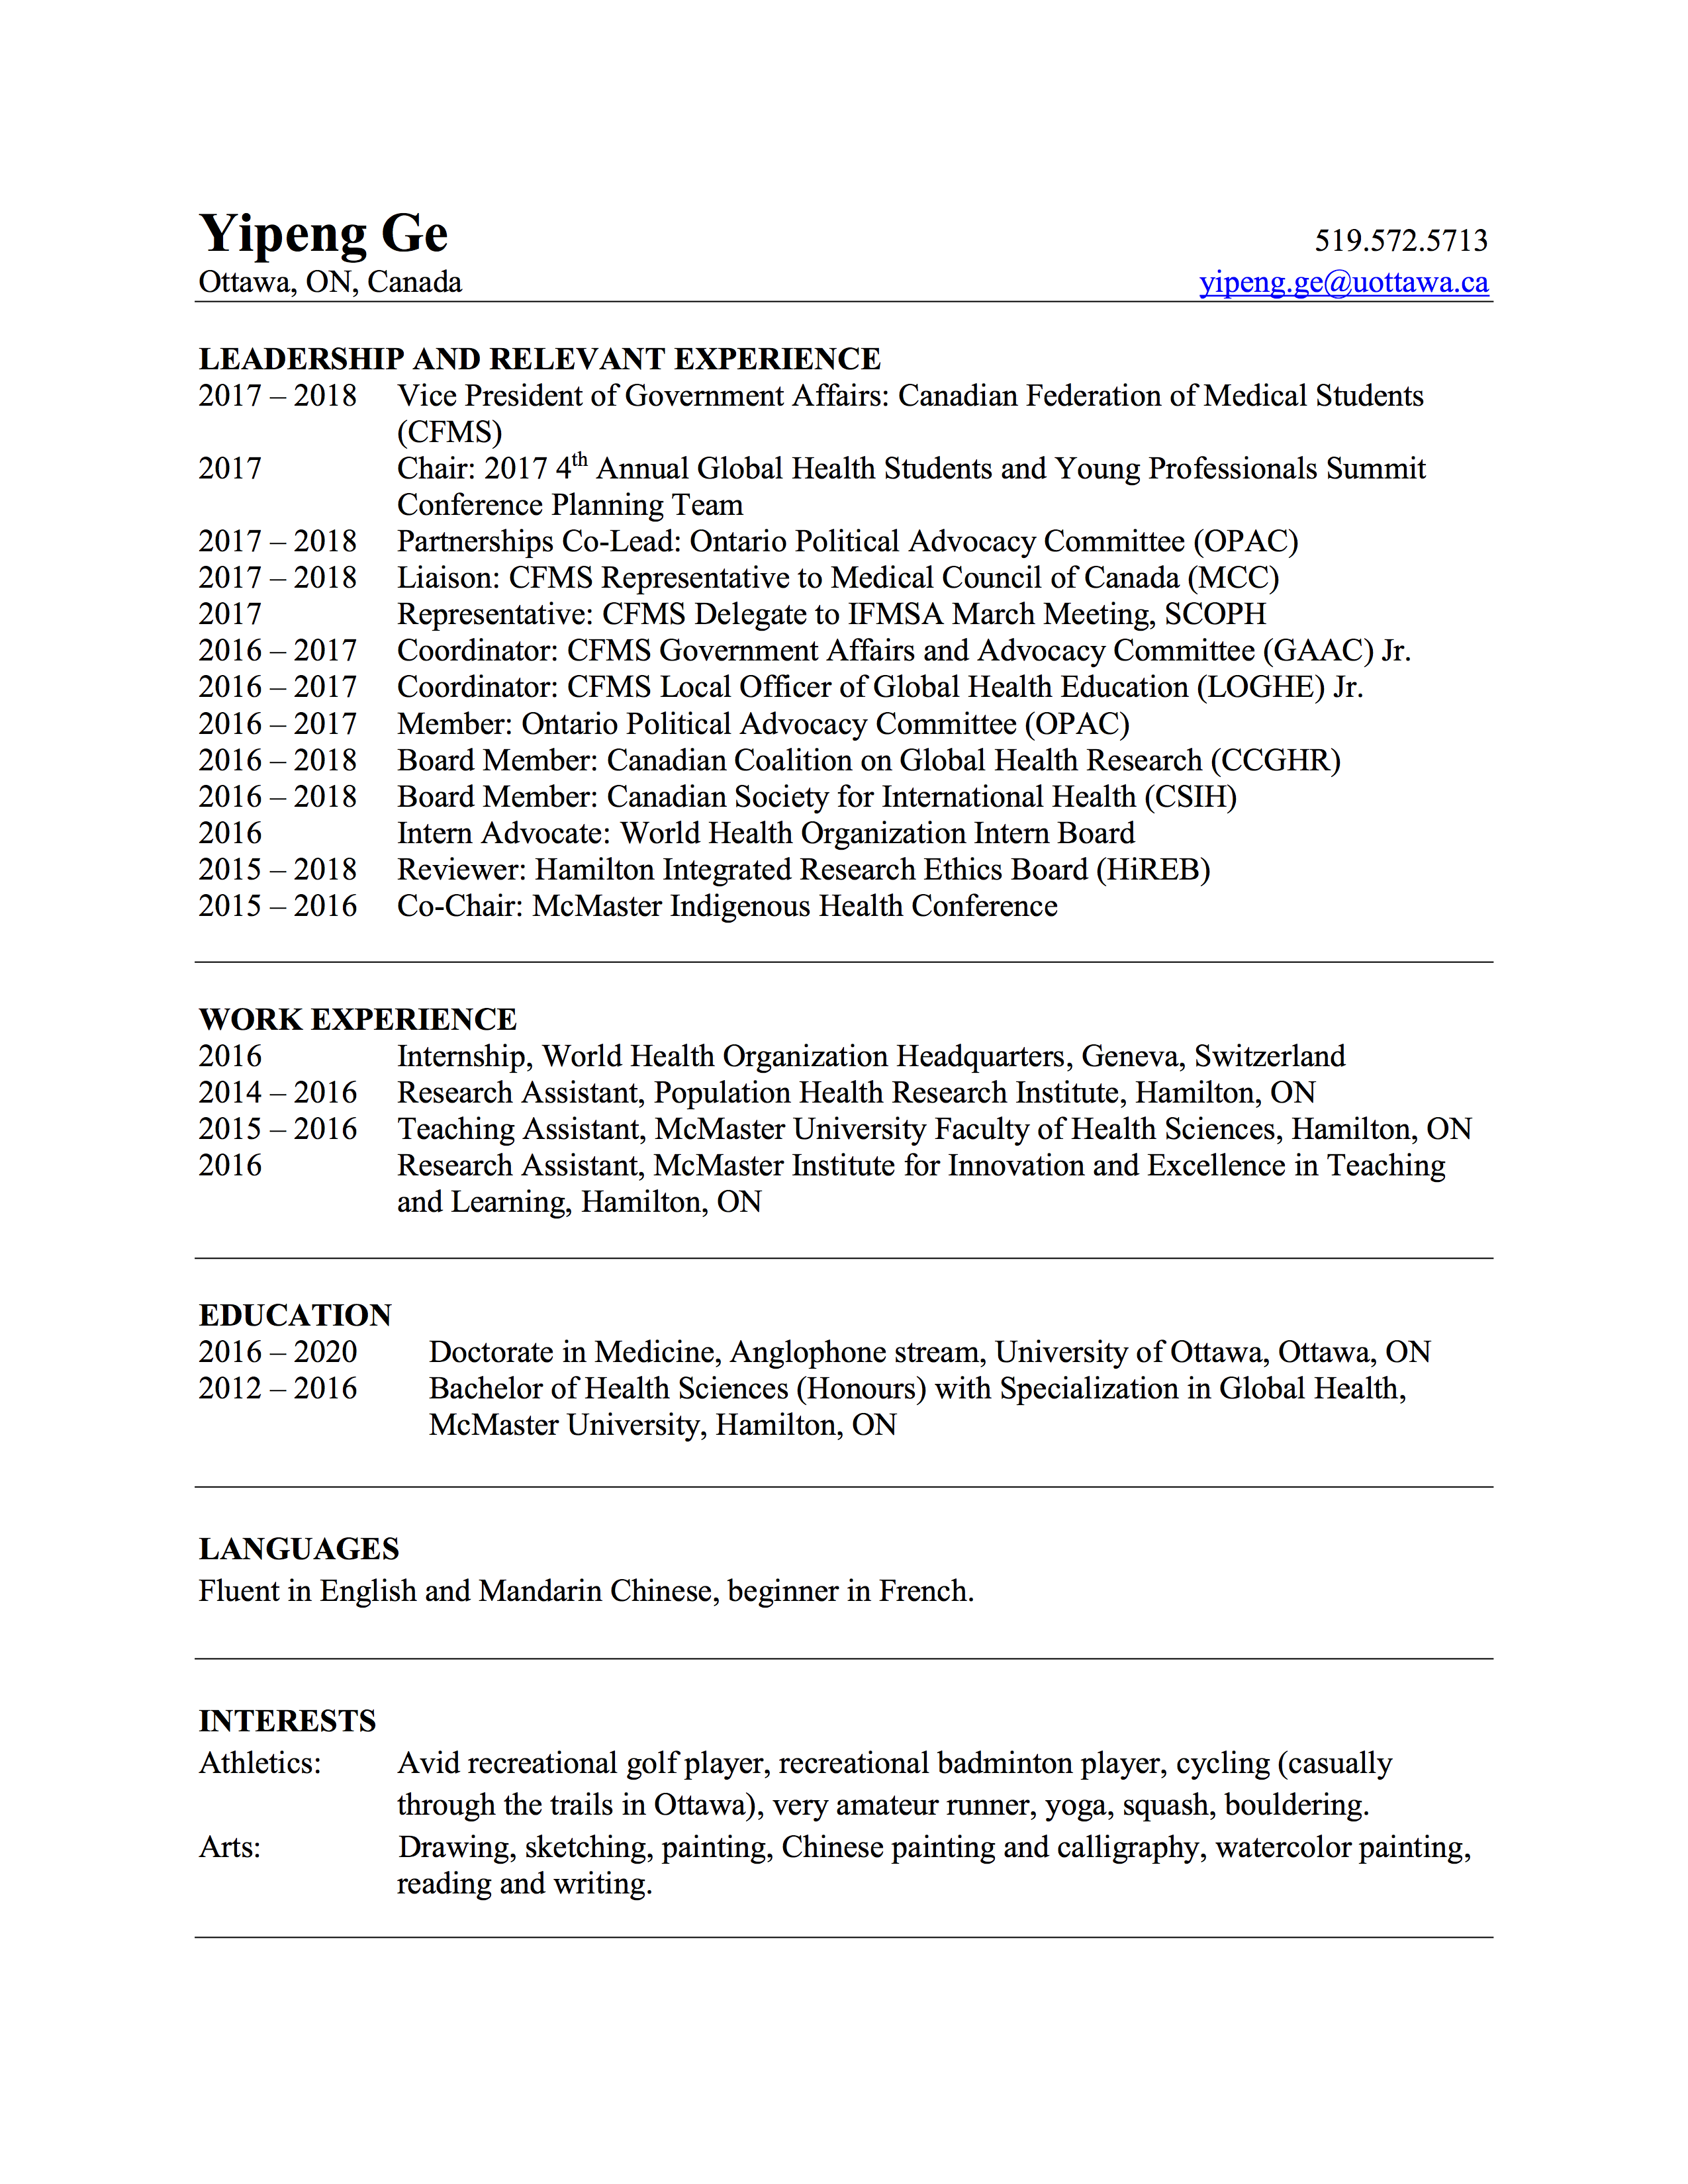 Yipeng Ge 519.572.5713
Ottawa, ON, Canada yipeng.ge@uottawa.ca
LEADERSHIP AND RELEVANT EXPERIENCE
2017 – 2018 Vice President of Government Affairs: Canadian Federation of Medical Students
(CFMS)
2017 Chair: 2017 4th Annual Global Health Students and Young Professionals Summit
Conference Planning Team
2017 – 2018 Partnerships Co-Lead: Ontario Political Advocacy Committee (OPAC)
2017 – 2018 Liaison: CFMS Representative to Medical Council of Canada (MCC)
2017 Representative: CFMS Delegate to IFMSA March Meeting, SCOPH
2016 – 2017 Coordinator: CFMS Government Affairs and Advocacy Committee (GAAC) Jr.
2016 – 2017 Coordinator: CFMS Local Officer of Global Health Education (LOGHE) Jr.
2016 – 2017 Member: Ontario Political Advocacy Committee (OPAC)
2016 – 2018 Board Member: Canadian Coalition on Global Health Research (CCGHR)
2016 – 2018 Board Member: Canadian Society for International Health (CSIH)
2016 Intern Advocate: World Health Organization Intern Board
2015 – 2018 Reviewer: Hamilton Integrated Research Ethics Board (HiREB)
2015 – 2016 Co-Chair: McMaster Indigenous Health Conference
WORK EXPERIENCE
2016 Internship, World Health Organization Headquarters, Geneva, Switzerland
2014 – 2016 Research Assistant, Population Health Research Institute, Hamilton, ON
2015 – 2016 Teaching Assistant, McMaster University Faculty of Health Sciences, Hamilton, ON
2016 Research Assistant, McMaster Institute for Innovation and Excellence in Teaching
and Learning, Hamilton, ON
EDUCATION
2016 – 2020 Doctorate in Medicine, Anglophone stream, University of Ottawa, Ottawa, ON
2012 – 2016 Bachelor of Health Sciences (Honours) with Specialization in Global Health,
McMaster University, Hamilton, ON
LANGUAGES
Fluent in English and Mandarin Chinese, beginner in French.
INTERESTS
Athletics: Avid recreational golf player, recreational badminton player, cycling (casually
through the trails in Ottawa), very amateur runner, yoga, squash, bouldering.
Arts: Drawing, sketching, painting, Chinese painting and calligraphy, watercolor painting,
reading and writing.